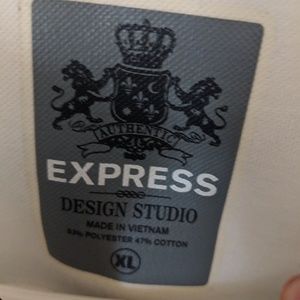 AUTHENTIC
EXPRESS
DESIGN STUDIO
MADE IN VIETNAM
53% POLYESTER 47% COTTON
XL